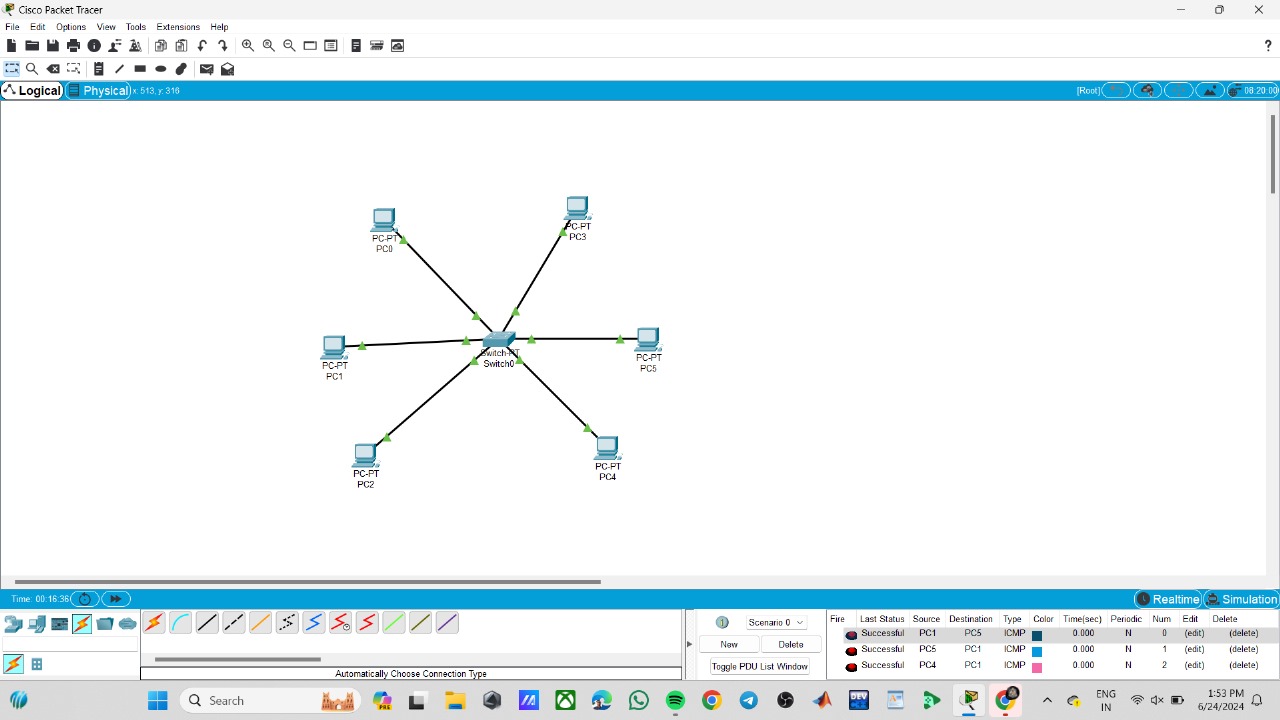 Cisco Packet Tracer
File Edit Options View Tools Extensions Help
Logical Physical x: 513, y: 316 [Root] 08:20:00
PC-PT
PC0
PC-PT
PC3
PC-PT
PC1
Switch-PT
Switch0
PC-PT
PC5
PC-PT
PC2
PC-PT
PC4
Time: 00:16:36 Realtime Simulation
Scenario 0
New Delete
Toggle PDU List Window
Fire Last Status Source Destination Type Color Time(sec) Periodic Num Edit Delete
Successful PC1 PC5 ICMP 0.000 N 0 (edit) (delete)
Successful PC5 PC1 ICMP 0.000 N 1 (edit) (delete)
Successful PC4 PC1 ICMP 0.000 N 2 (edit) (delete)
Automatically Choose Connection Type
Search
PRE
DEV
ENG
IN
1:57 PM
6/24/2024